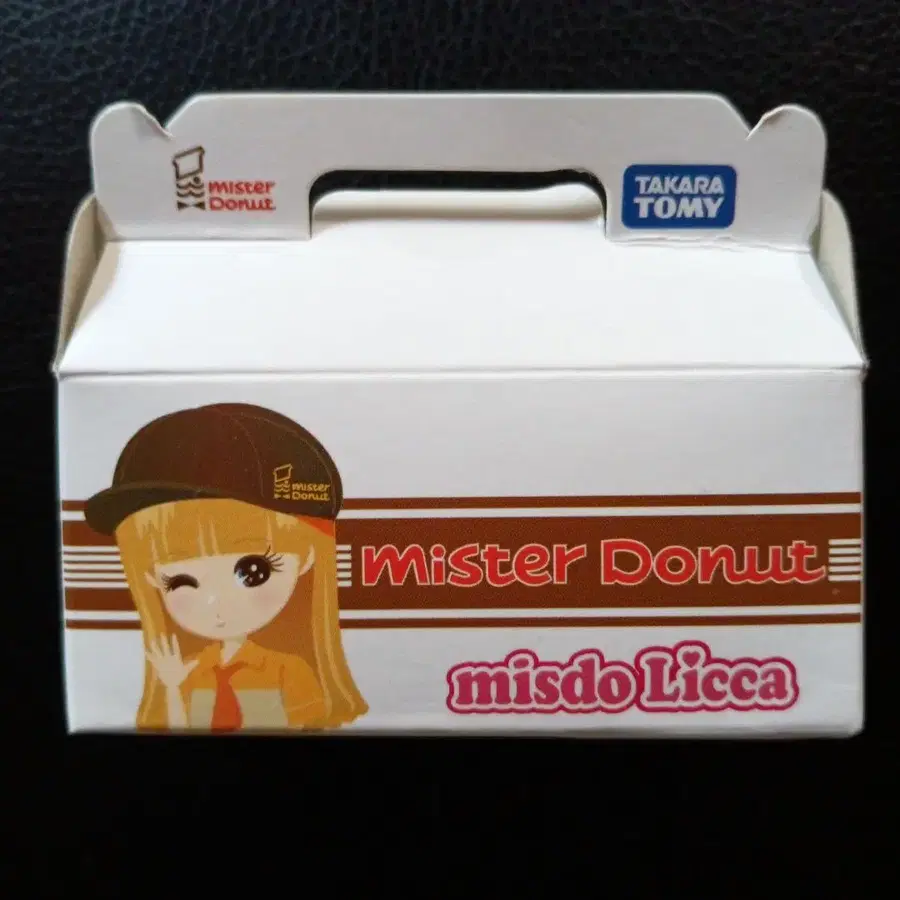 mister
Donut
TAKARA
TOMY
mister
Donut
mister Donut
misdo Licca